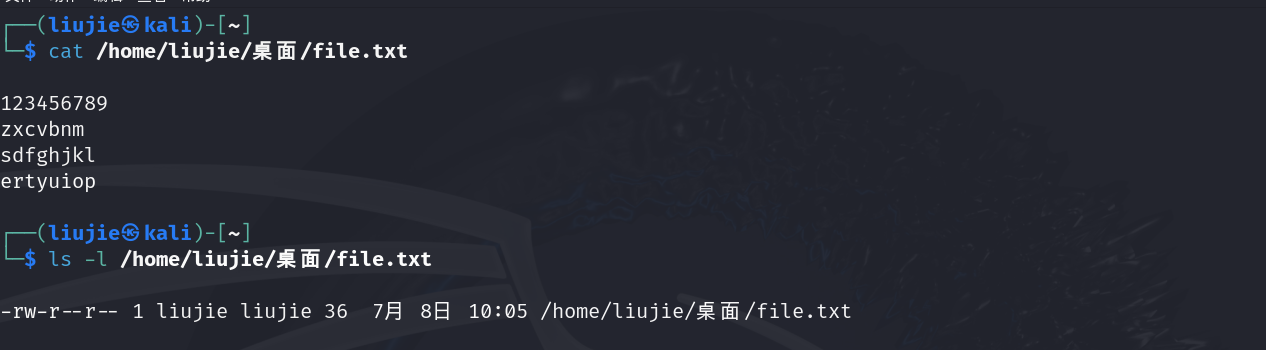 ┌──(liujie㉿kali)-[~]
└─$ cat /home/liujie/桌面/file.txt
123456789
zxcvbnm
sdfghjkl
ertyuiop
┌──(liujie㉿kali)-[~]
└─$ ls -l /home/liujie/桌面/file.txt
-rw-r--r-- 1 liujie liujie 36  7月  8日 10:05 /home/liujie/桌面/file.txt